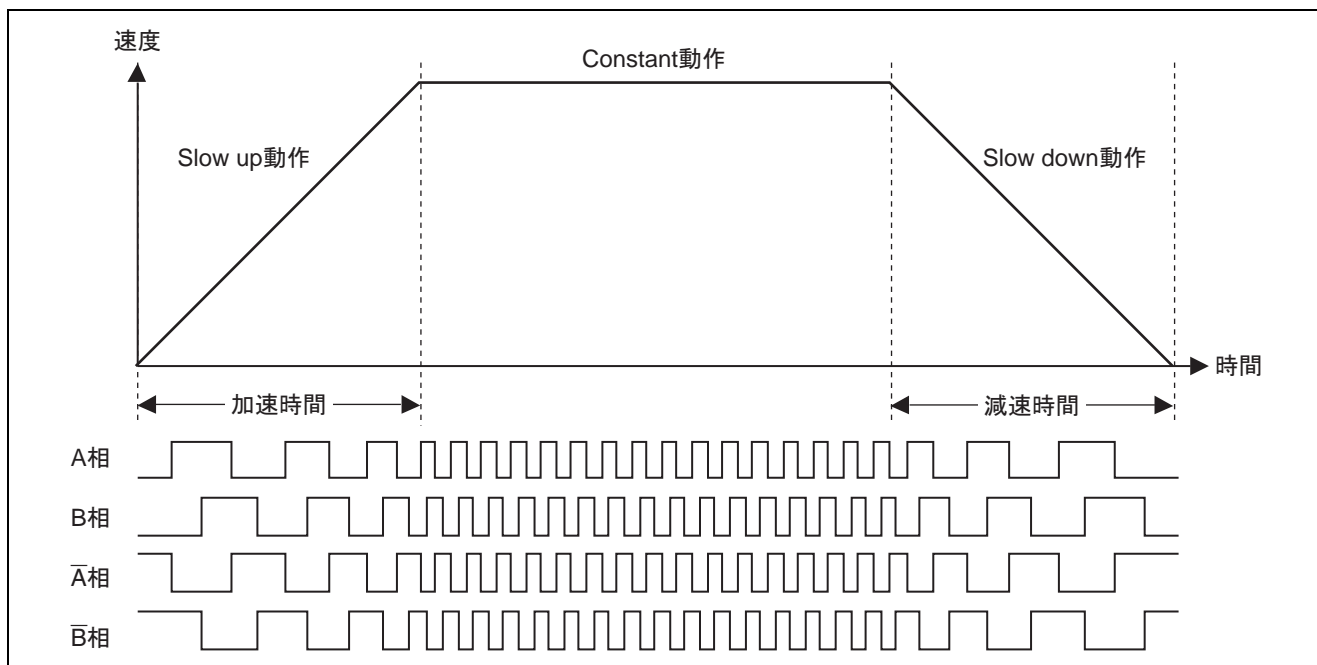 速度
Constant動作
Slow up動作
Slow down動作
時間
加速時間
減速時間
A相
B相
A̅相
B̅相